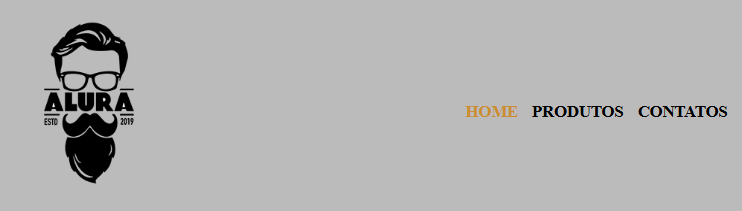 ALURA
ESTD 2019
HOME PRODUTOS CONTATOS